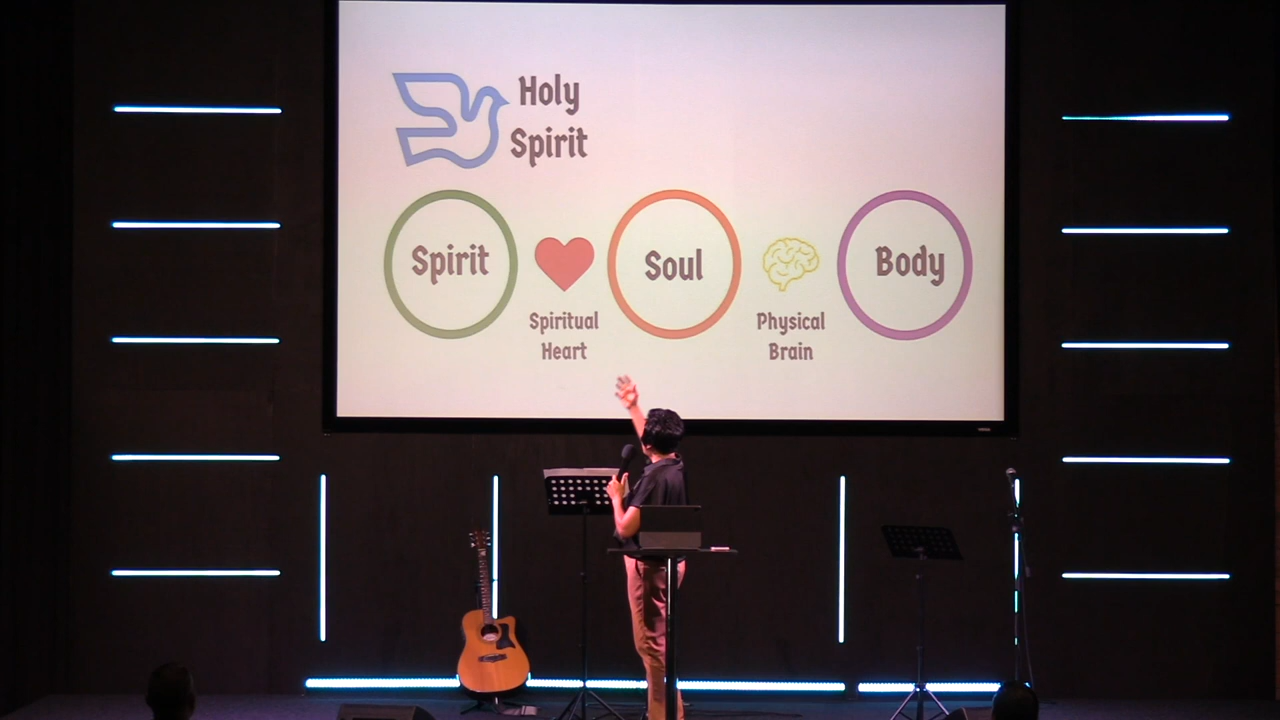 Holy
Spirit
Spirit
Soul
Body
Spiritual
Heart
Physical
Brain